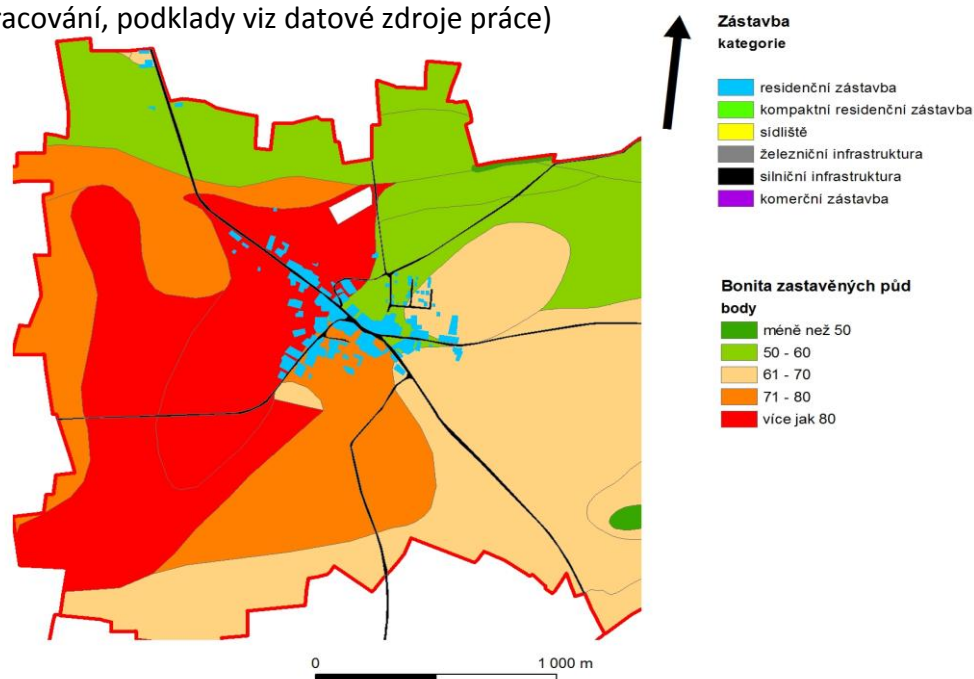 racování, podklady viz datové zdroje práce)
Zástavba
kategorie
residenční zástavba
kompaktní residenční zástavba
sídliště
železniční infrastruktura
silniční infrastruktura
komerční zástavba
Bonita zastavěných půd
body
méně než 50
50 - 60
61 - 70
71 - 80
více jak 80
0 1 000 m